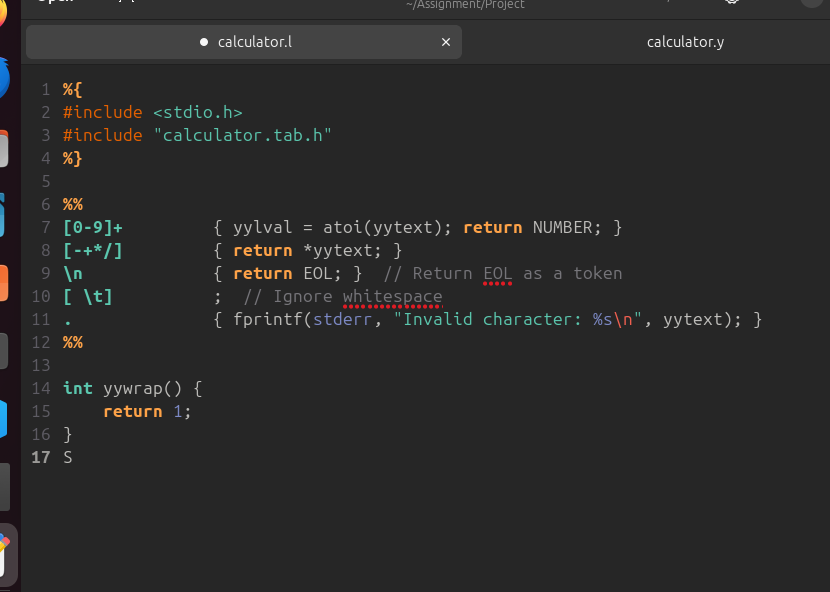 ~/Assignment/Project
calculator.l
calculator.y
1 %{
2 #include <stdio.h>
3 #include "calculator.tab.h"
4 %}
5
6 %%
7 [0-9]+ { yylval = atoi(yytext); return NUMBER; }
8 [-+*/] { return *yytext; }
9 \n { return EOL; } // Return EOL as a token
10 [ \t] ; // Ignore whitespace
11 . { fprintf(stderr, "Invalid character: %s\n", yytext); }
12 %%
13
14 int yywrap() {
15 return 1;
16 }
17 S